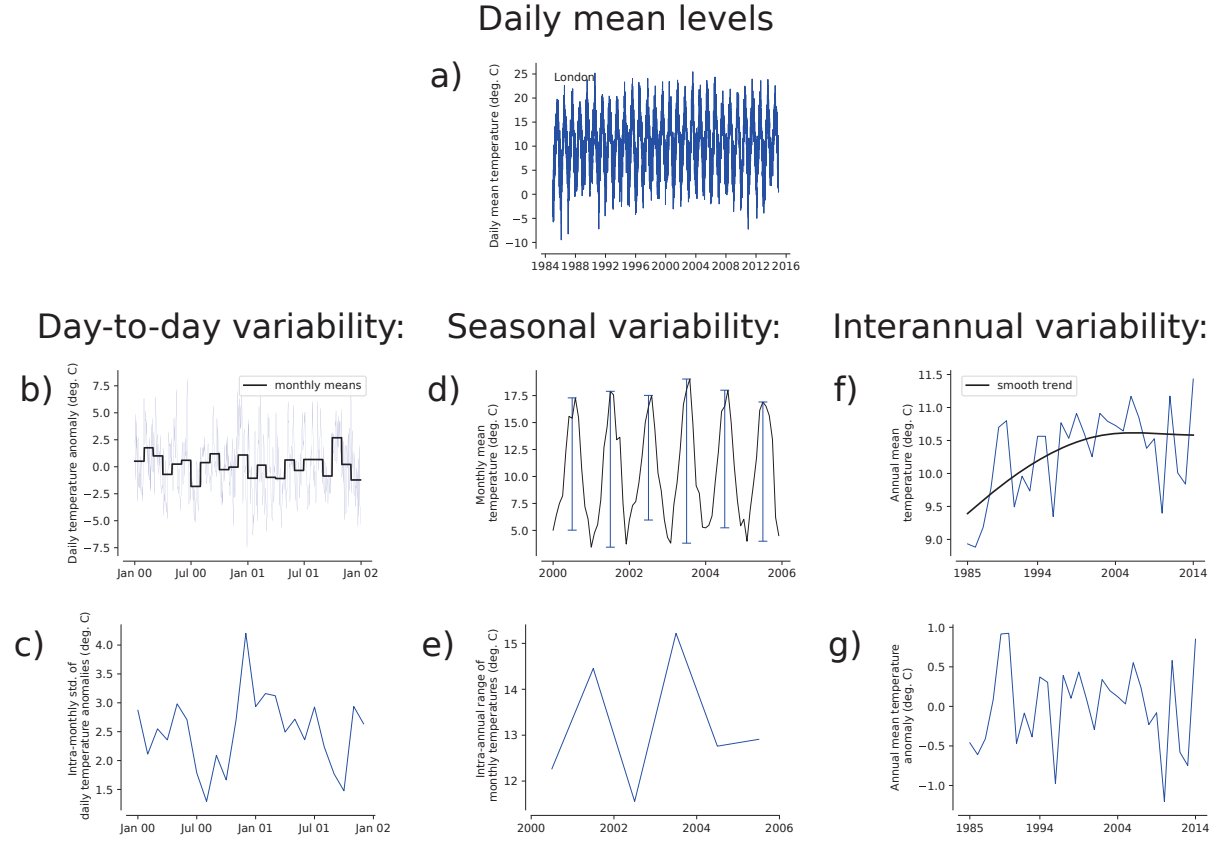 Daily mean levels
a)
Daily mean temperature (deg. C)
London
25
20
15
10
5
0
−5
−10
1984 1988 1992 1996 2000 2004 2008 2012 2016
Day-to-day variability:
b)
Daily temperature anomaly (deg. C)
monthly means
7.5
5.0
2.5
0.0
−2.5
−5.0
−7.5
Jan 00 Jul 00 Jan 01 Jul 01 Jan 02
c)
Intra-monthly std. of
daily temperature anomalies (deg. C)
4.0
3.5
3.0
2.5
2.0
1.5
Jan 00 Jul 00 Jan 01 Jul 01 Jan 02
Seasonal variability:
d)
Monthly mean
temperature (deg. C)
17.5
15.0
12.5
10.0
7.5
5.0
2000 2002 2004 2006
e)
Intra-annual range of
monthly temperatures (deg. C)
15
14
13
12
2000 2002 2004 2006
Interannual variability:
f)
Annual mean
temperature (deg. C)
smooth trend
11.5
11.0
10.5
10.0
9.5
9.0
1985 1994 2004 2014
g)
Annual mean temperature
anomaly (deg. C)
1.0
0.5
0.0
−0.5
−1.0
1985 1994 2004 2014